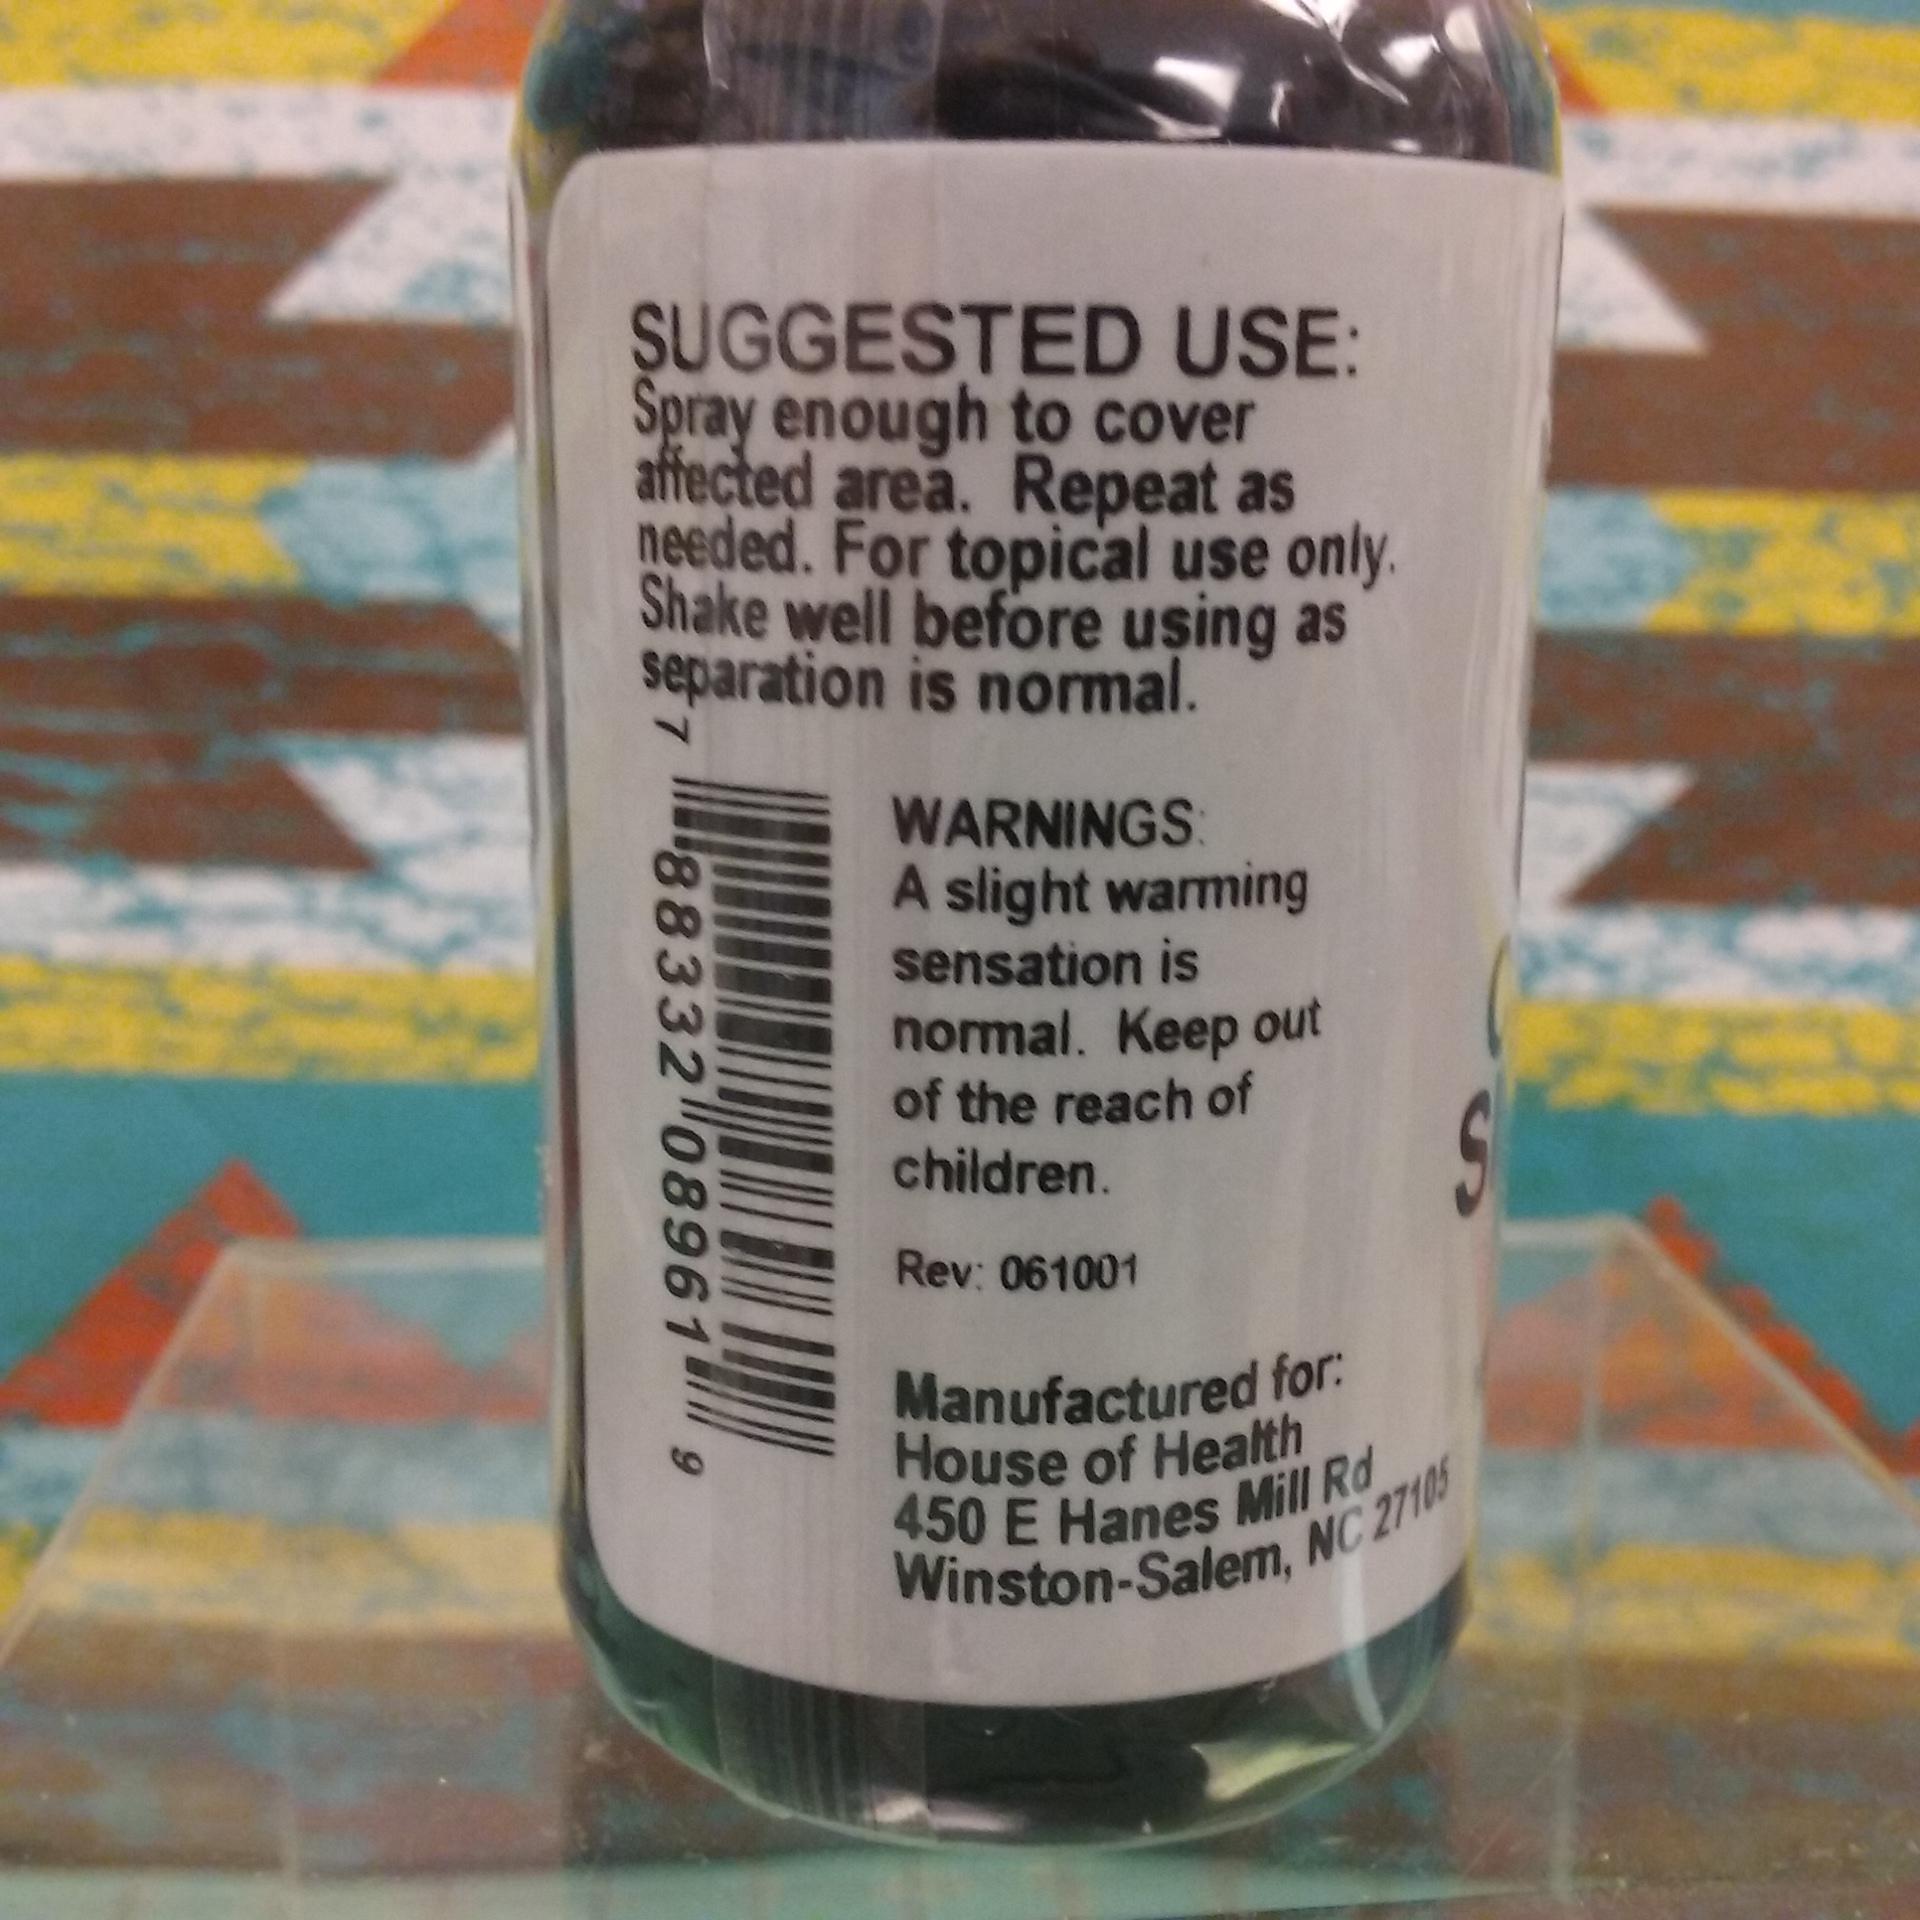 SUGGESTED USE:
Spray enough to cover
affected area. Repeat as
needed. For topical use only.
Shake well before using as
separation is normal.
7 88332 08961 9
WARNINGS:
A slight warming
sensation is
normal. Keep out
of the reach of
children.
Rev: 061001
Manufactured for:
House of Health
450 E Hanes Mill Rd
Winston-Salem, NC 27105